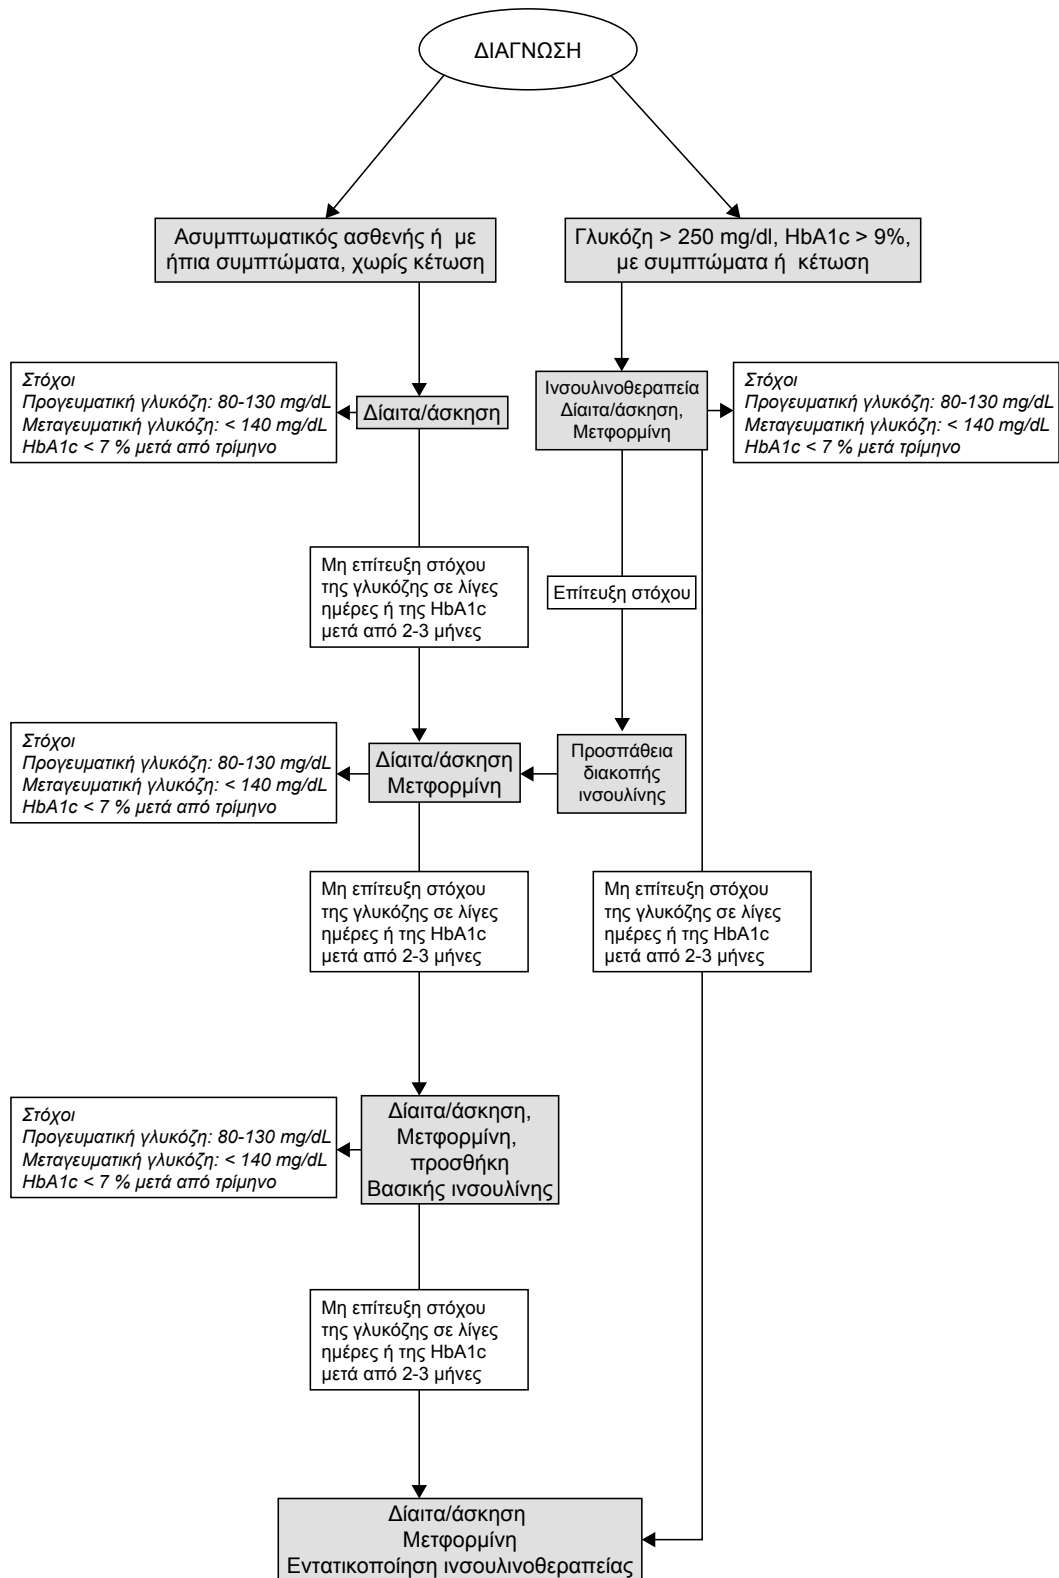 ΔΙΑΓΝΩΣΗ
Ασυμπτωματικός ασθενής ή με
ήπια συμπτώματα, χωρίς κέτωση
Γλυκόζη > 250 mg/dl, HbA1c > 9%,
με συμπτώματα ή κέτωση
Στόχοι
Προγευματική γλυκόζη: 80-130 mg/dL
Μεταγευματική γλυκόζη: < 140 mg/dL
HbA1c < 7 % μετά από τρίμηνο
Δίαιτα/άσκηση
Ινσουλινοθεραπεία
Δίαιτα/άσκηση,
Μετφορμίνη
Στόχοι
Προγευματική γλυκόζη: 80-130 mg/dL
Μεταγευματική γλυκόζη: < 140 mg/dL
HbA1c < 7 % μετά από τρίμηνο
Μη επίτευξη στόχου
της γλυκόζης σε λίγες
ημέρες ή της HbA1c
μετά από 2-3 μήνες
Επίτευξη στόχου
Στόχοι
Προγευματική γλυκόζη: 80-130 mg/dL
Μεταγευματική γλυκόζη: < 140 mg/dL
HbA1c < 7 % μετά από τρίμηνο
Δίαιτα/άσκηση
Μετφορμίνη
Προσπάθεια
διακοπής
ινσουλίνης
Μη επίτευξη στόχου
της γλυκόζης σε λίγες
ημέρες ή της HbA1c
μετά από 2-3 μήνες
Μη επίτευξη στόχου
της γλυκόζης σε λίγες
ημέρες ή της HbA1c
μετά από 2-3 μήνες
Στόχοι
Προγευματική γλυκόζη: 80-130 mg/dL
Μεταγευματική γλυκόζη: < 140 mg/dL
HbA1c < 7 % μετά από τρίμηνο
Δίαιτα/άσκηση,
Μετφορμίνη,
προσθήκη
Βασικής ινσουλίνης
Μη επίτευξη στόχου
της γλυκόζης σε λίγες
ημέρες ή της HbA1c
μετά από 2-3 μήνες
Δίαιτα/άσκηση
Μετφορμίνη
Εντατικοποίηση ινσουλινοθεραπείας